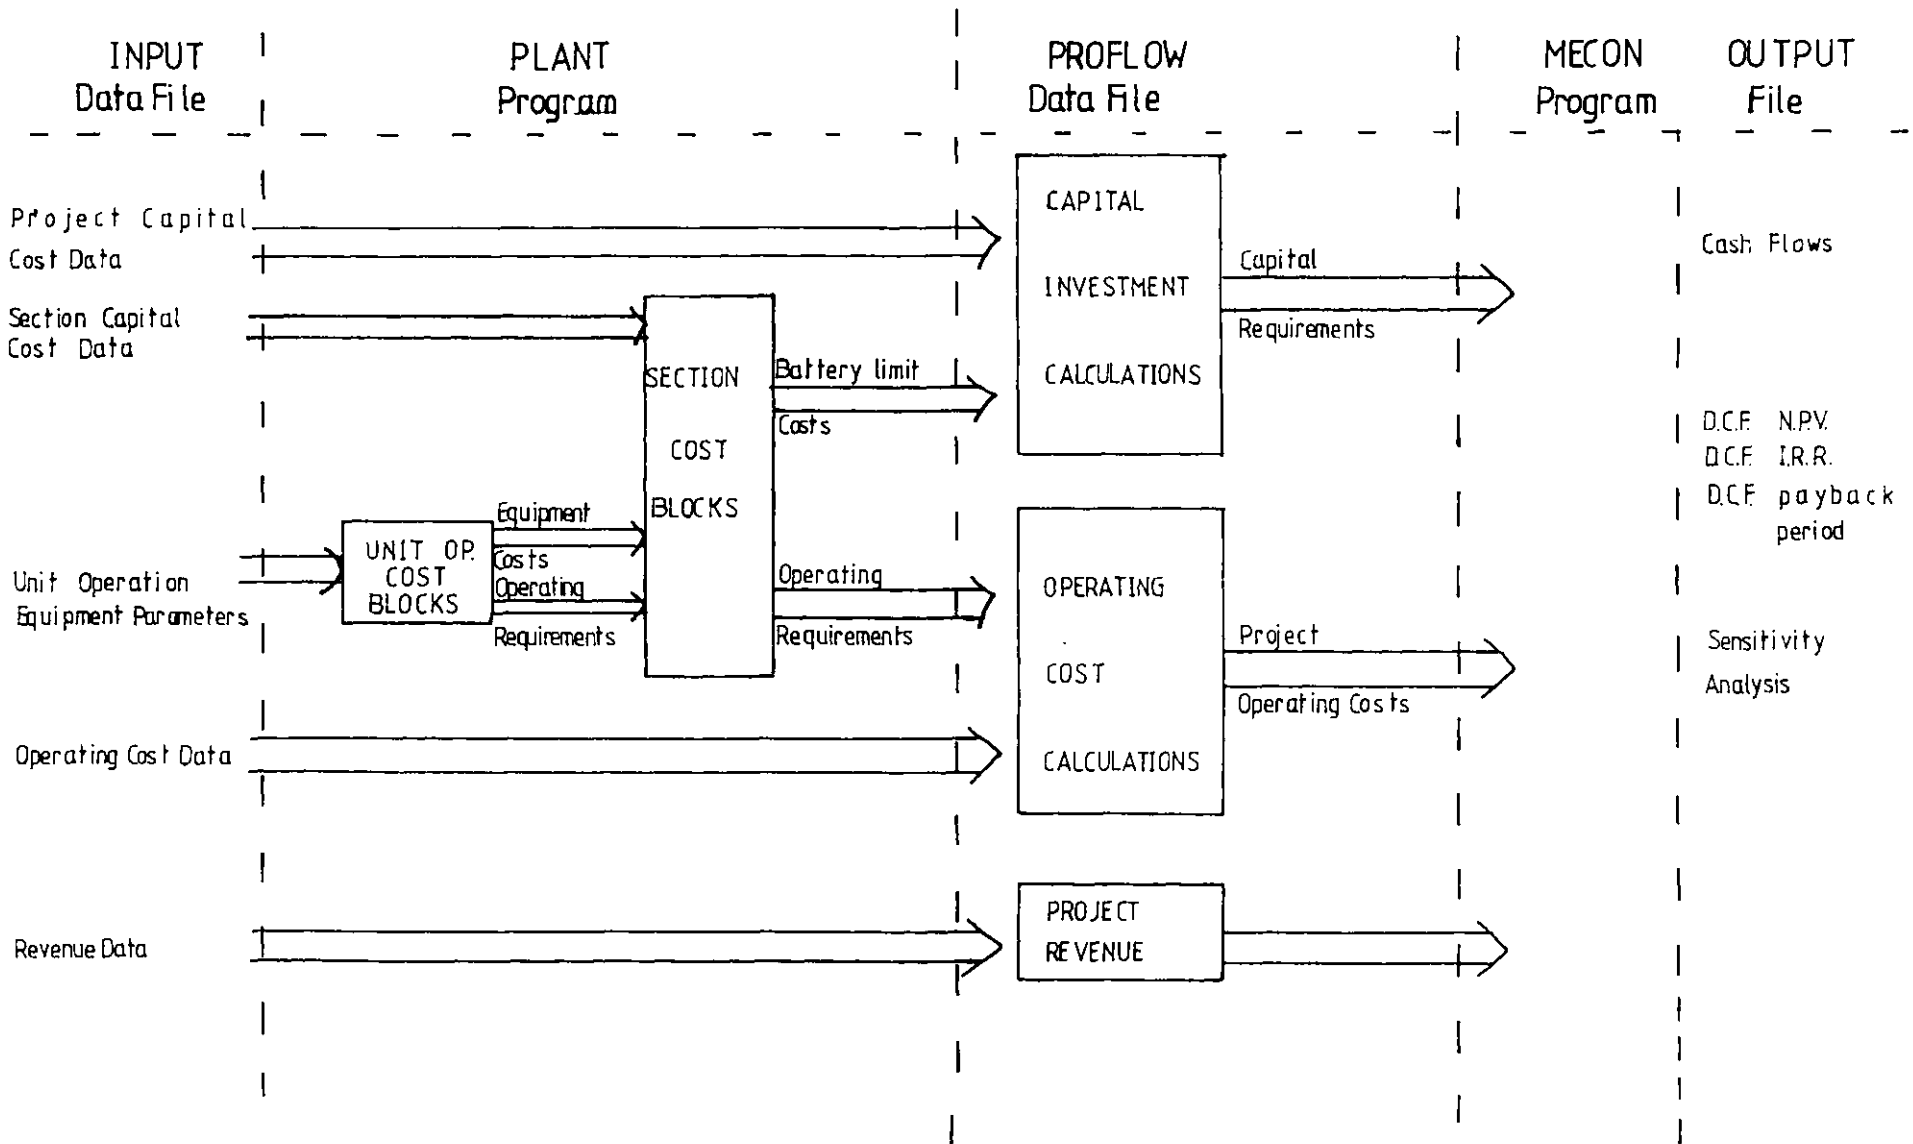 INPUT
Data File
PLANT
Program
PROFLOW
Data File
MECON
Program
OUTPUT
File
Project Capital
Cost Data
Section Capital
Cost Data
Unit Operation
Equipment Parameters
Operating Cost Data
Revenue Data
UNIT OP.
COST
BLOCKS
Equipment
Costs
Operating
Requirements
SECTION
COST
BLOCKS
Battery limit
Costs
Operating
Requirements
CAPITAL
INVESTMENT
CALCULATIONS
OPERATING
COST
CALCULATIONS
PROJECT
REVENUE
Capital
Requirements
Project
Operating Costs
Cash Flows
D.C.F. N.P.V.
D.C.F. I.R.R.
D.C.F. payback
period
Sensitivity
Analysis